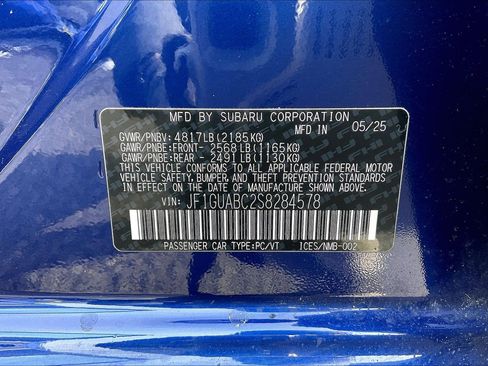 MFD BY SUBARU CORPORATION
IN JAPAN 05/25
GVWR/PNBV: 4817LB(2185KG)
GAWR/PNBE:FRONT- 2568LB(1165KG)
GAWR/PNBE:REAR - 2491LB(1130KG)
THIS VEHICLE CONFORMS TO ALL APPLICABLE FEDERAL MOTOR
VEHICLE SAFETY, BUMPER, AND THEFT PREVENTION STANDARDS
IN EFFECT ON THE DATE OF MANUFACTURE SHOWN ABOVE.
VIN: JF1GUABC2S8284578
PASSENGER CAR TYPE:PC/VT ICES/NMB-002